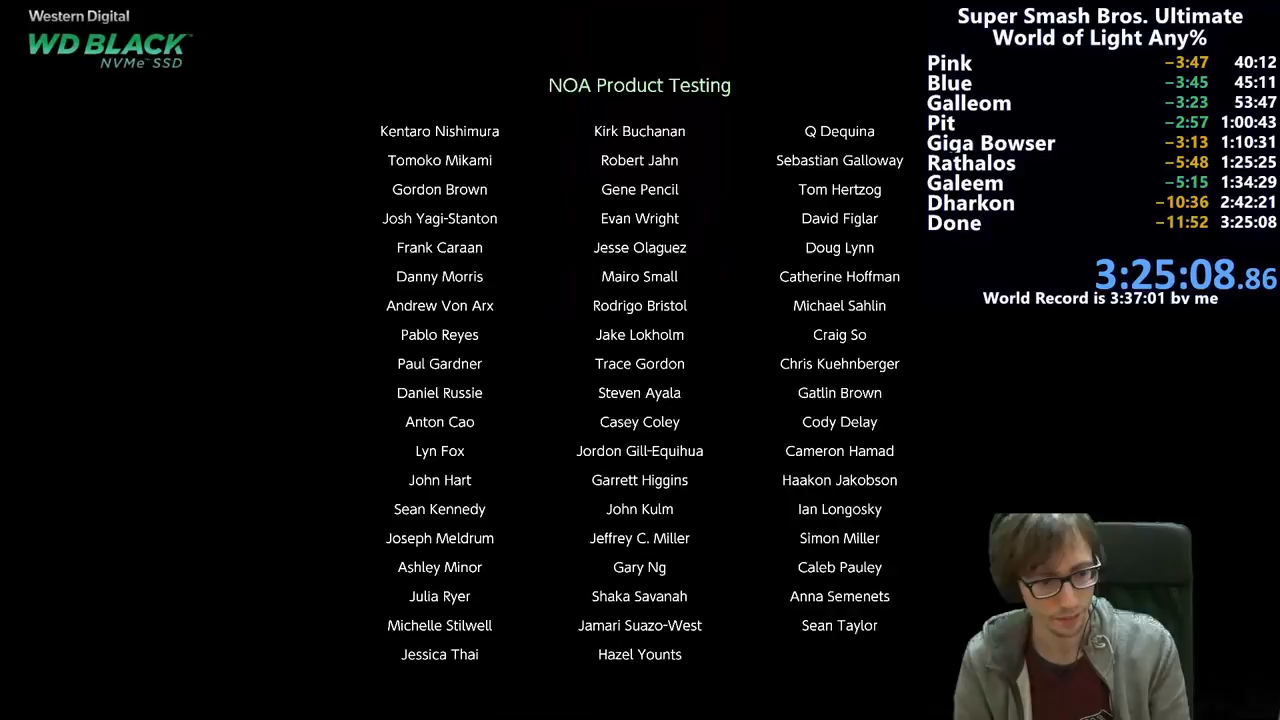 Western Digital
WD BLACK™
NVMe™ SSD
NOA Product Testing
Kentaro Nishimura Kirk Buchanan Q Dequina
Tomoko Mikami Robert Jahn Sebastian Galloway
Gordon Brown Gene Pencil Tom Hertzog
Josh Yagi-Stanton Evan Wright David Figlar
Frank Caraan Jesse Olaguez Doug Lynn
Danny Morris Mairo Small Catherine Hoffman
Andrew Von Arx Rodrigo Bristol Michael Sahlin
Pablo Reyes Jake Lokholm Craig So
Paul Gardner Trace Gordon Chris Kuehnberger
Daniel Russie Steven Ayala Gatlin Brown
Anton Cao Casey Coley Cody Delay
Lyn Fox Jordon Gill-Equihua Cameron Hamad
John Hart Garrett Higgins Haakon Jakobson
Sean Kennedy John Kulm Ian Longosky
Joseph Meldrum Jeffrey C. Miller Simon Miller
Ashley Minor Gary Ng Caleb Pauley
Julia Ryer Shaka Savanah Anna Semenets
Michelle Stilwell Jamari Suazo-West Sean Taylor
Jessica Thai Hazel Younts
Super Smash Bros. Ultimate
World of Light Any%
Pink −3:47 40:12
Blue −3:45 45:11
Galleom −3:23 53:47
Pit −2:57 1:00:43
Giga Bowser −3:13 1:10:31
Rathalos −5:48 1:25:25
Galeem −5:15 1:34:29
Dharkon −10:36 2:42:21
Done −11:52 3:25:08
3:25:08.86
World Record is 3:37:01 by me